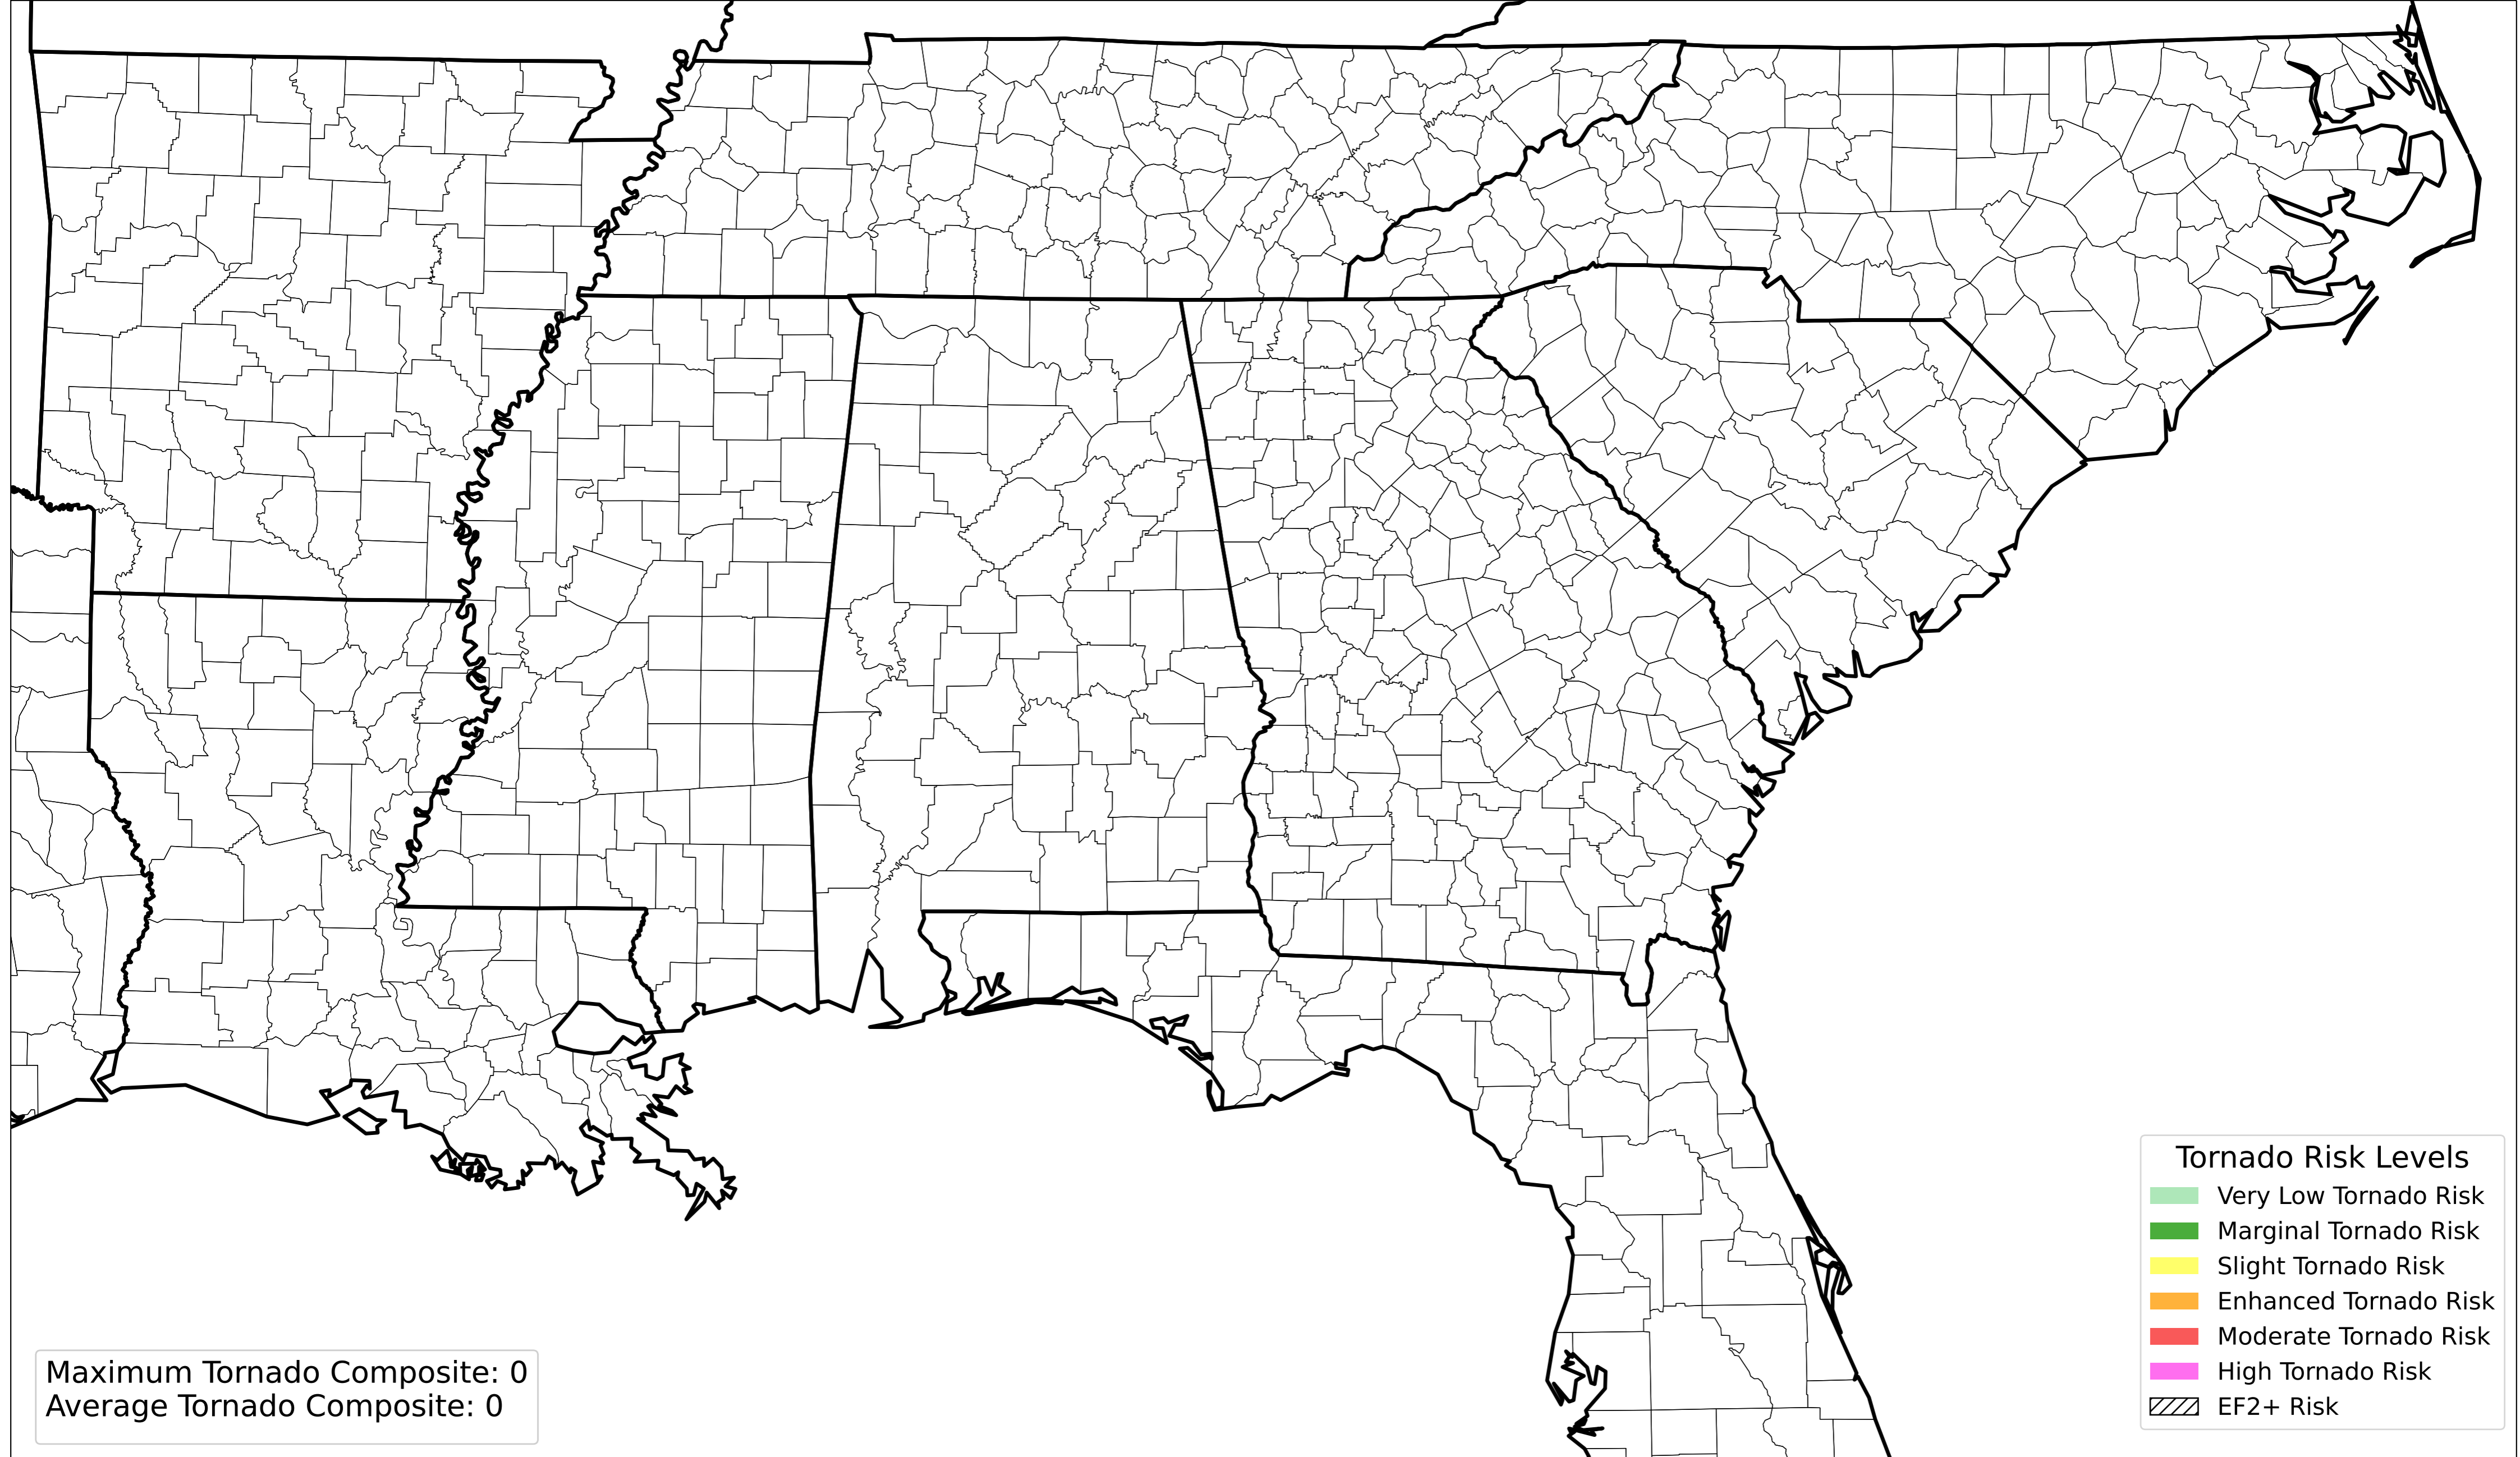 Tornado Risk Levels
Very Low Tornado Risk
Marginal Tornado Risk
Slight Tornado Risk
Enhanced Tornado Risk
Moderate Tornado Risk
High Tornado Risk
EF2+ Risk
Maximum Tornado Composite: 0
Average Tornado Composite: 0